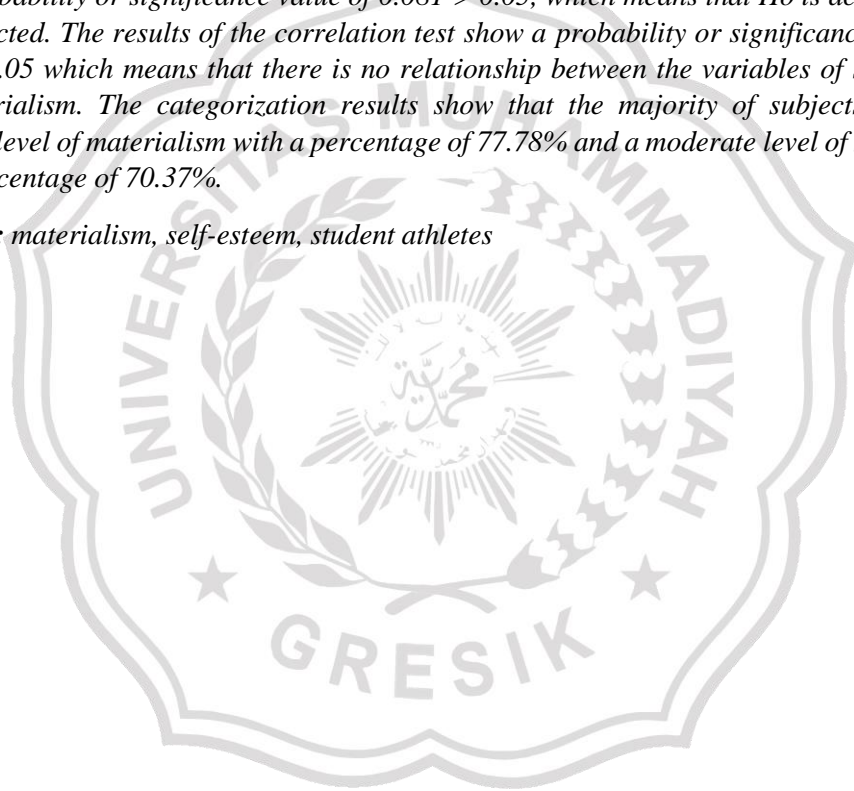 bability or significance value of 0.081 > 0.05, which means that Ho is ac
cted. The results of the correlation test show a probability or significanc
.05 which means that there is no relationship between the variables of
rialism. The categorization results show that the majority of subject
level of materialism with a percentage of 77.78% and a moderate level of
centage of 70.37%.
: materialism, self-esteem, student athletes
UNIVERSITAS MUHAMMADIYAH
GRESIK